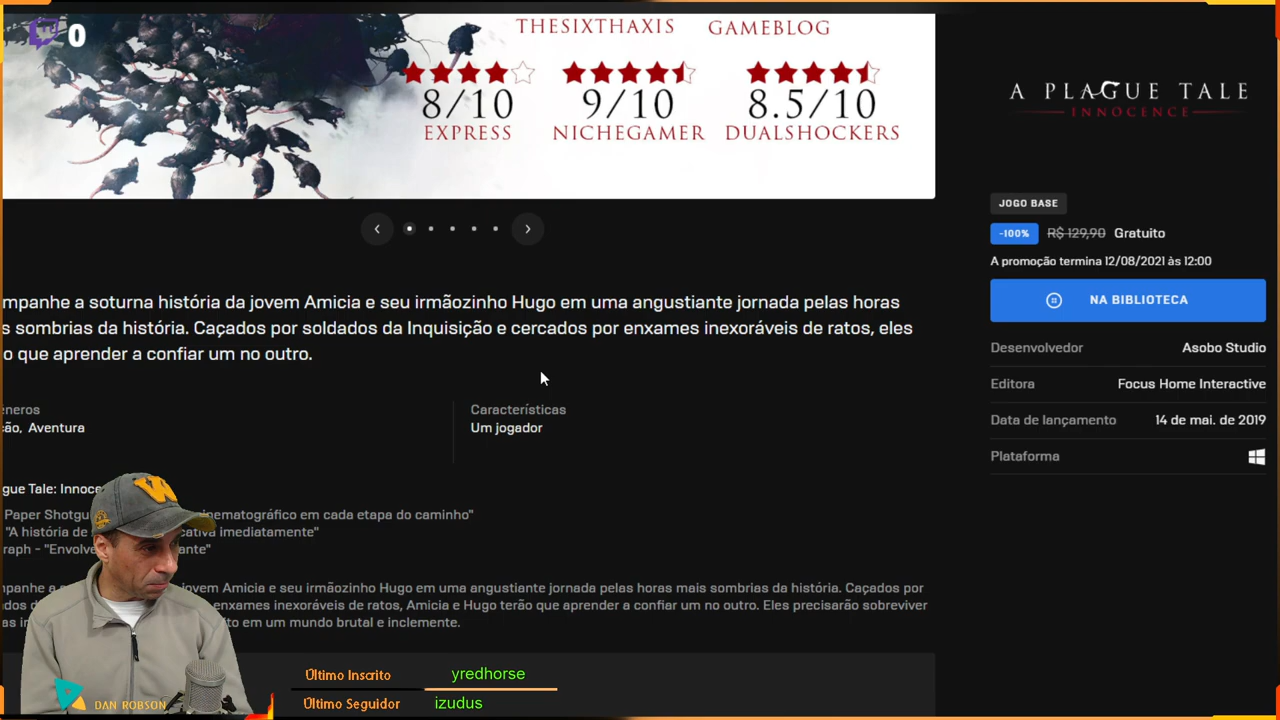 0
THESIXTHAXIS GAMEBLOG
8/10 9/10 8.5/10
EXPRESS NICHEGAMER DUALSHOCKERS
A PLAGUE TALE
INNOCENCE
JOGO BASE
-100% R$ 129,90 Gratuito
A promoção termina 12/08/2021 às 12:00
NA BIBLIOTECA
Desenvolvedor Asobo Studio
Editora Focus Home Interactive
Data de lançamento 14 de mai. de 2019
Plataforma
mpanhe a soturna história da jovem Amicia e seu irmãozinho Hugo em uma angustiante jornada pelas horas
s sombrias da história. Caçados por soldados da Inquisição e cercados por enxames inexoráveis de ratos, eles
o que aprender a confiar um no outro.
eneros
ção, Aventura
Características
Um jogador
gue Tale: Innoce
Paper Shotgu nematográfico em cada etapa do caminho"
"A história de cativa imediatamente"
raph - "Envolve ante"
mpanhe a s jovem Amicia e seu irmãozinho Hugo em uma angustiante jornada pelas horas mais sombrias da história. Caçados por
dos d enxames inexoráveis de ratos, Amicia e Hugo terão que aprender a confiar um no outro. Eles precisarão sobreviver
as in to em um mundo brutal e inclemente.
Último Inscrito yredhorse
Último Seguidor izudus
DAN ROBSON
W